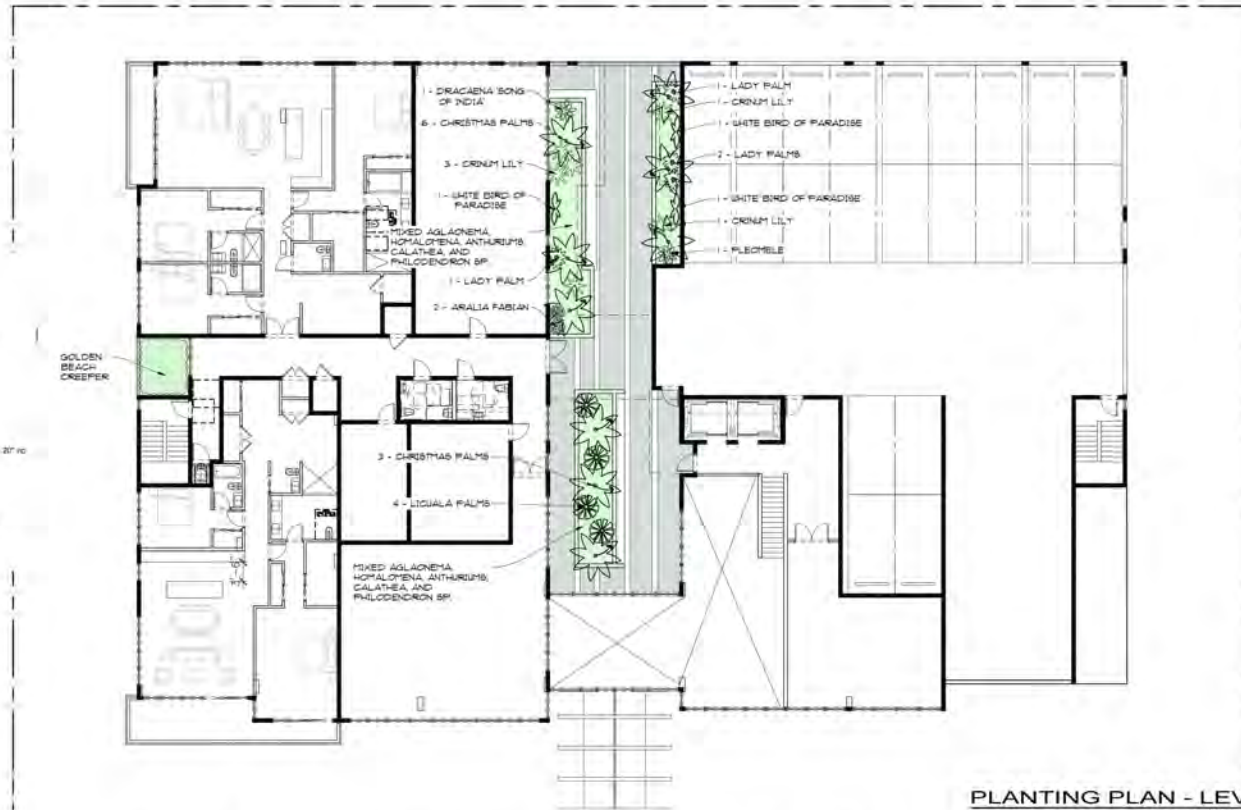 1 - DRACAENA 'SONG
OF INDIA'
6 - CHRISTMAS PALMS
3 - CRINUM LILY
1 - WHITE BIRD OF
PARADISE
MIXED AGLAONEMA,
HOMALOMENA, ANTHURIUMS,
CALATHEA, AND
PHILODENDRON SP.
1 - LADY PALM
2 - ARALIA FABIAN
1 - LADY PALM
1 - CRINUM LILY
1 - WHITE BIRD OF PARADISE
2 - LADY PALMS
1 - WHITE BIRD OF PARADISE
1 - CRINUM LILY
1 - PLEOMELE
GOLDEN
BEACH
CREEPER
3 - CHRISTMAS PALMS
4 - LICUALA PALMS
MIXED AGLAONEMA,
HOMALOMENA, ANTHURIUMS,
CALATHEA, AND
PHILODENDRON SP.
PLANTING PLAN - LEV